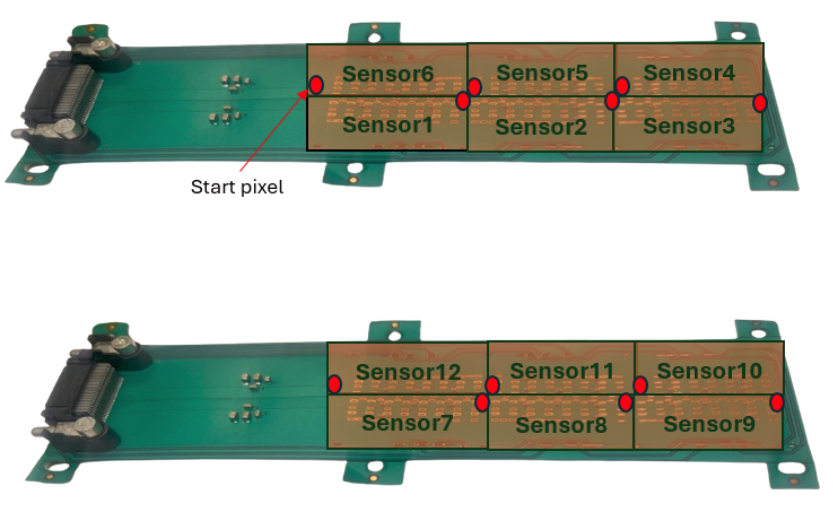 Sensor6 Sensor5 Sensor4
Sensor1 Sensor2 Sensor3
Start pixel
Sensor12 Sensor11 Sensor10
Sensor7 Sensor8 Sensor9